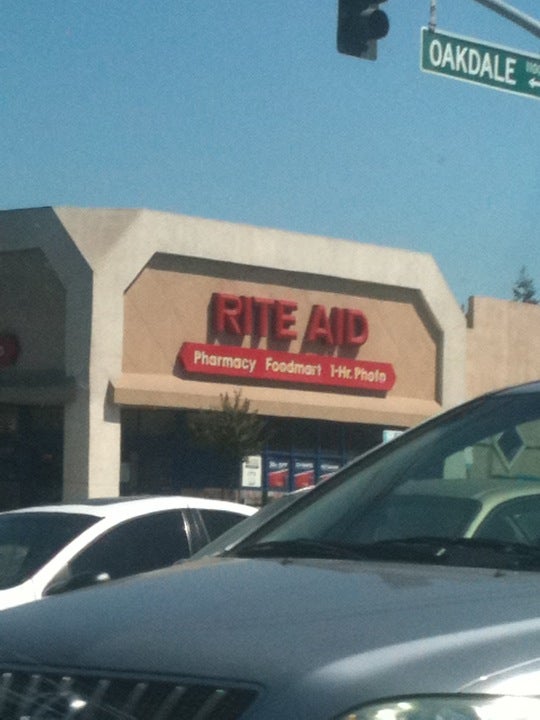 OAKDALE
RITE AID
Pharmacy Foodmart 1-Hr. Photo